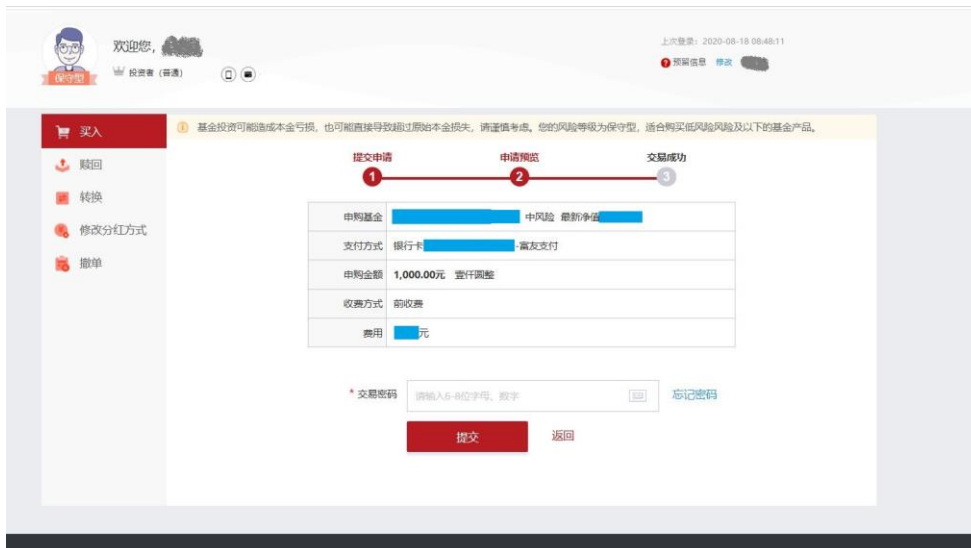 欢迎您,
保守型
投资者（普通）
上次登录：2020-08-18 08:48:11
预留信息 修改
买入
赎回
转换
修改分红方式
撤单
基金投资可能造成本金亏损，也可能直接导致超过原始本金损失，请谨慎考虑。您的风险等级为保守型，适合购买低风险风险及以下的基金产品。
提交申请 申请预览 交易成功
1 2 3
申购基金 中风险 最新净值
支付方式 银行卡 -富友支付
申购金额 1,000.00元 壹仟圆整
收费方式 前收费
费用 元
* 交易密码 请输入6-8位字母、数字 忘记密码
提交 返回